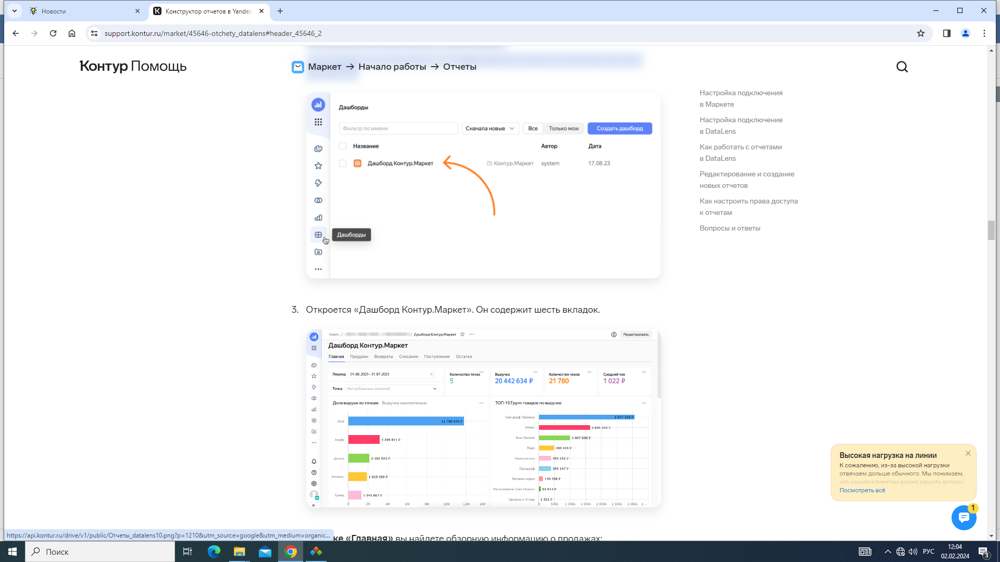 Новости
Конструктор отчетов в Yandex
support.kontur.ru/market/45646-otchety_datalens#header_45646_2
Контур Помощь
Маркет → Начало работы → Отчеты
Настройка подключения
в Маркете
Настройка подключение
в DataLens
Как работать с отчетами
в DataLens
Редактирование и создание
новых отчетов
Как настроить права доступа
к отчетам
Вопросы и ответы
Дашборды
Фильтр по имени
Сначала новые
Все
Только мои
Создать дашборд
Название
Автор
Дата
Дашборд Контур.Маркет
Контур.Маркет
system
17.08.23
Дашборды
3. Откроется «Дашборд Контур.Маркет». Он содержит шесть вкладок.
Users /
/ Дашборд Контур.Маркет
Редактировать
Дашборд Контур.Маркет
Главная Продажи Возвраты Списания Поступления Остатки
Период 01.06.2023 - 31.07.2023
Точка Нет выбранных значений
Количество точек
5
Выручка
20 442 634 ₽
Количество чеков
21 780
Средний чек
1 022 ₽
Доля выруки по точкам Выручка накопительно
Бета 11 786 644 ₽
Альфа 3 209 811 ₽
Дельта 2 182 922 ₽
Эпсилон 1 919 390 ₽
Гамма 1 343 867 ₽
0 2M 4M 6M 8M 10M 12M 14M
ТОП-10 Групп товаров по выручке
Грандорф Премьер 3 077 320 ₽
Алиди 1 641 155 ₽
Бош Премип 1 007 698 ₽
Марс 490 424 ₽
Наполнитель 395 252 ₽
Грандорф 395 147 ₽
Весовые корма 130 398 ₽
Наполнители Сено Опилки 63 613 ₽
Грызуны и птицы 1 321 ₽
0 500k 1 000k 1 500k 2 000k 2 500k 3 000k 3 ...
ке «Главная» вы найдете обзорную информацию о продажах:
Высокая нагрузка на линии
К сожалению, из-за высокой нагрузки
отвечаем дольше обычного. Мы понимаем,
что нашим клиентам важно решить вопрос.
Посмотреть всё
1
https://api.kontur.ru/drive/v1/public/Отчеты_datalens10.png?p=1210&utm_source=google&utm_medium=organic...
Поиск
РУС
12:04
02.02.2024
3